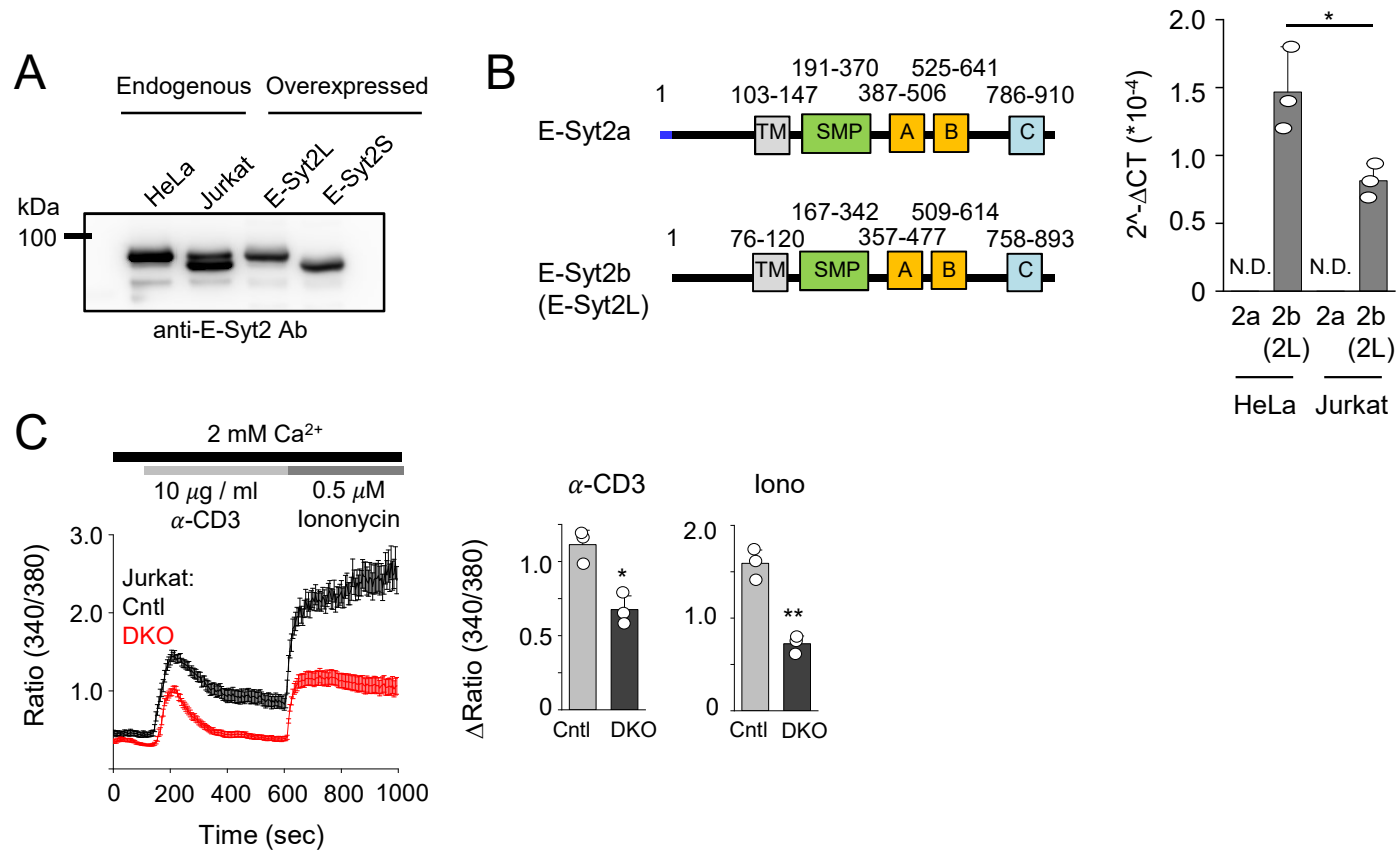 A
Endogenous Overexpressed
HeLa
Jurkat
E-Syt2L
E-Syt2S
kDa
100
anti-E-Syt2 Ab
B
191-370 525-641
1 103-147 387-506 786-910
E-Syt2a
TM SMP A B C
167-342 509-614
1 76-120 357-477 758-893
E-Syt2b
(E-Syt2L)
TM SMP A B C
2^-ΔCT (*10⁻⁴)
2.0
1.5
1.0
0.5
0
*
N.D. N.D.
2a 2b 2a 2b
(2L) (2L)
HeLa Jurkat
C
2 mM Ca²⁺
10 μg / ml 0.5 μM
α-CD3 Iononycin
Ratio (340/380)
3.0
2.0
1.0
Jurkat:
Cntl
DKO
0 200 400 600 800 1000
Time (sec)
α-CD3
ΔRatio (340/380)
1.0
0.5
0
*
Cntl DKO
Iono
2.0
1.0
0
**
Cntl DKO